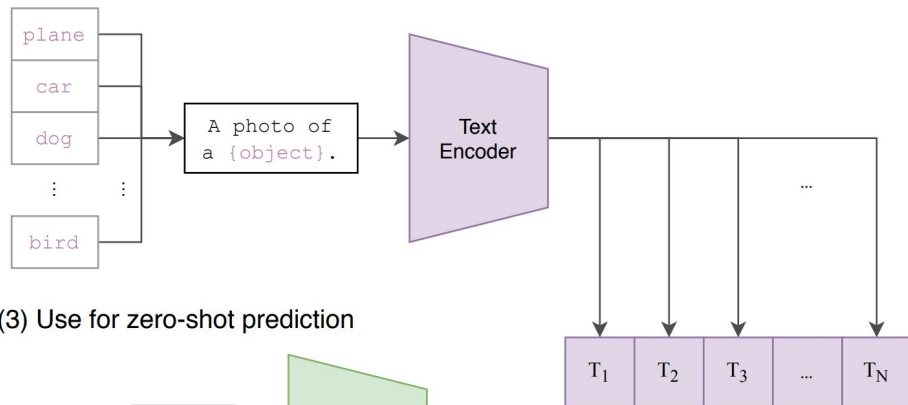 plane
car
dog
⋮ ⋮
bird
A photo of
a {object}.
Text
Encoder
...
(3) Use for zero-shot prediction
T1 T2 T3 ... TN